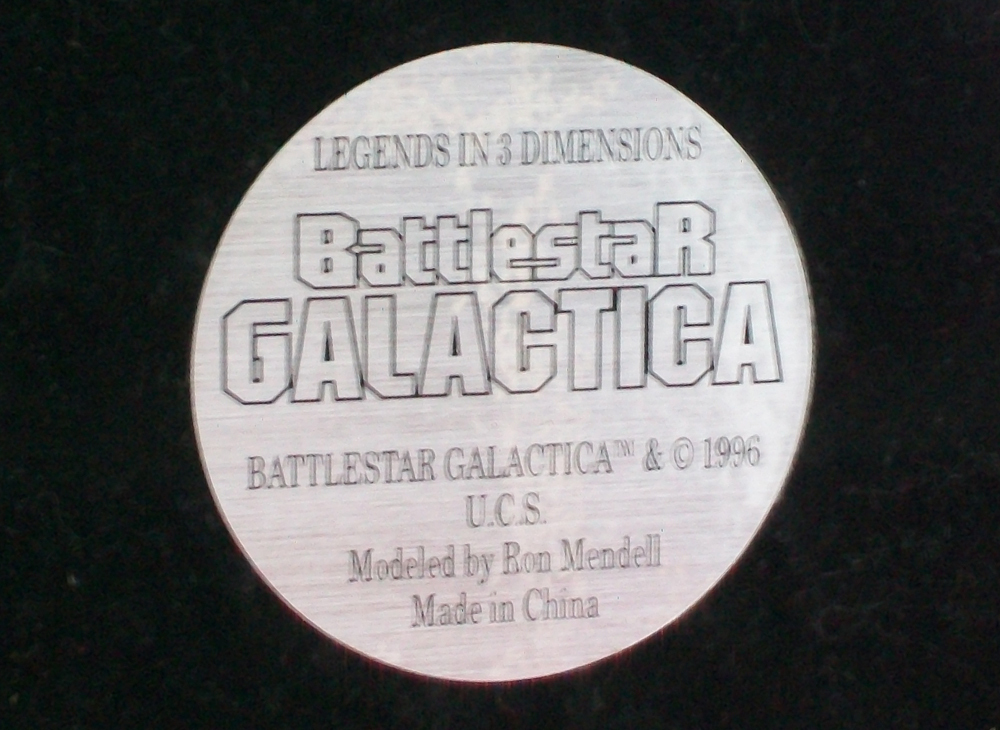 LEGENDS IN 3 DIMENSIONS
BattlestaR
GALACTICA
BATTLESTAR GALACTICA™ & © 1996
U.C.S.
Modeled by Ron Mendell
Made in China